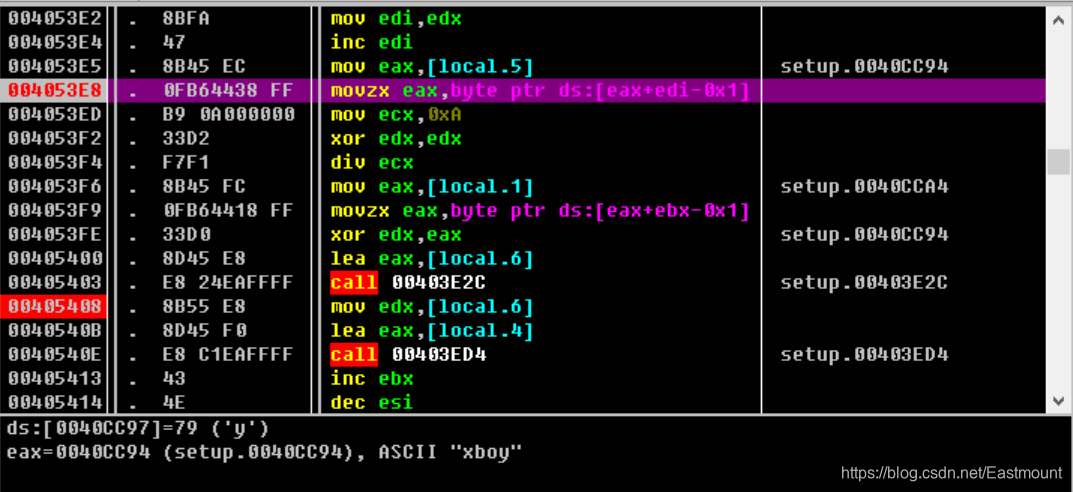 004053E2 . 8BFA mov edi,edx
004053E4 . 47 inc edi
004053E5 . 8B45 EC mov eax,[local.5] setup.0040CC94
004053E8 . 0FB64438 FF movzx eax,byte ptr ds:[eax+edi-0x1]
004053ED . B9 0A000000 mov ecx,0xA
004053F2 . 33D2 xor edx,edx
004053F4 . F7F1 div ecx
004053F6 . 8B45 FC mov eax,[local.1] setup.0040CCA4
004053F9 . 0FB64418 FF movzx eax,byte ptr ds:[eax+ebx-0x1]
004053FE . 33D0 xor edx,eax setup.0040CC94
00405400 . 8D45 E8 lea eax,[local.6]
00405403 . E8 24EAFFFF call 00403E2C setup.00403E2C
00405408 . 8B55 E8 mov edx,[local.6]
0040540B . 8D45 F0 lea eax,[local.4]
0040540E . E8 C1EAFFFF call 00403ED4 setup.00403ED4
00405413 . 43 inc ebx
00405414 . 4E dec esi
ds:[0040CC97]=79 ('y')
eax=0040CC94 (setup.0040CC94), ASCII "xboy"
https://blog.csdn.net/Eastmount